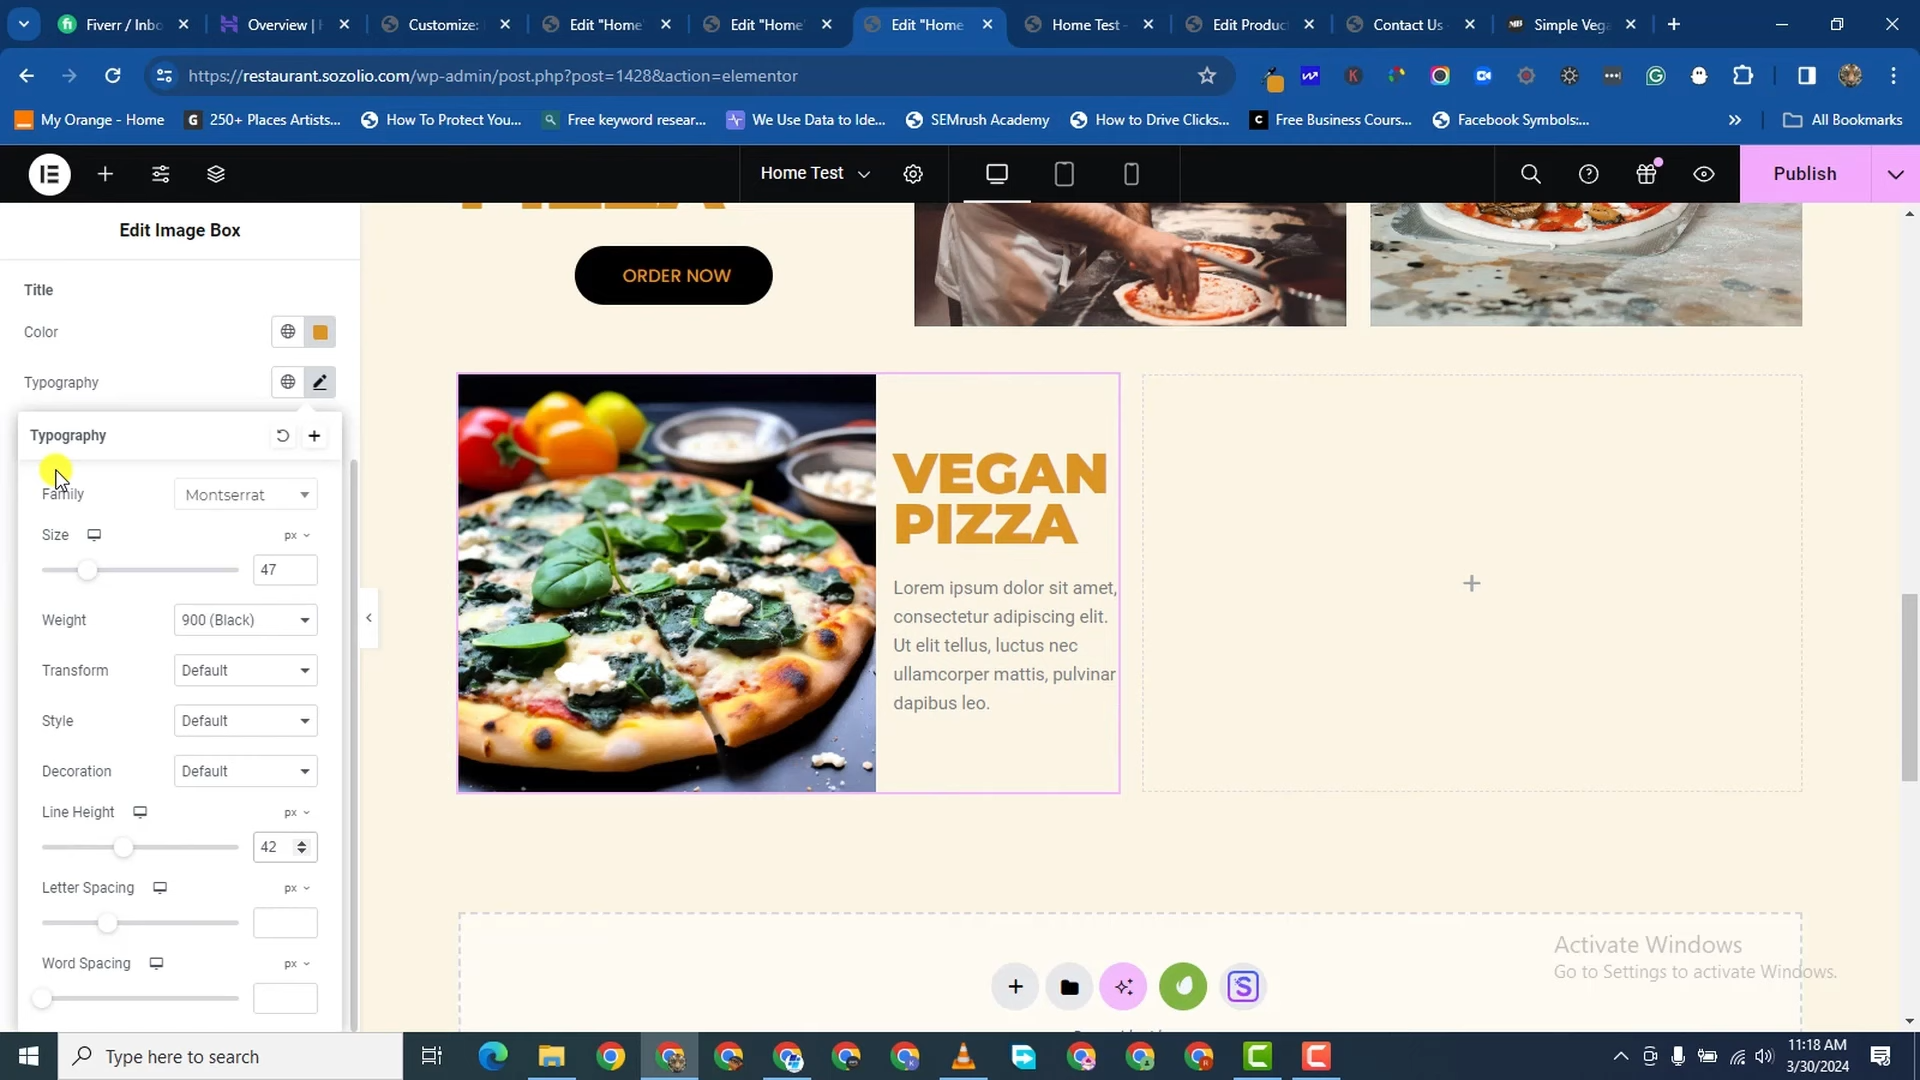 Fiverr / Inbo
Overview | H
Customize:
Edit "Home"
Edit "Home"
Edit "Home
Home Test -
Edit Produc
Contact Us -
MB
Simple Vega
https://restaurant.sozolio.com/wp-admin/post.php?post=1428&action=elementor
My Orange - Home
250+ Places Artists...
How To Protect You...
Free keyword resear...
We Use Data to Ide...
SEMrush Academy
How to Drive Clicks...
Free Business Cours...
Facebook Symbols:...
All Bookmarks
Home Test
Publish
Edit Image Box
Title
Color
Typography
Typography
Family
Montserrat
Size
px
47
Weight
900 (Black)
Transform
Default
Style
Default
Decoration
Default
Line Height
px
42
Letter Spacing
px
Word Spacing
px
PIZZA
ORDER NOW
VEGAN
PIZZA
Lorem ipsum dolor sit amet,
consectetur adipiscing elit.
Ut elit tellus, luctus nec
ullamcorper mattis, pulvinar
dapibus leo.
Activate Windows
Go to Settings to activate Windows.
Type here to search
11:18 AM
3/30/2024